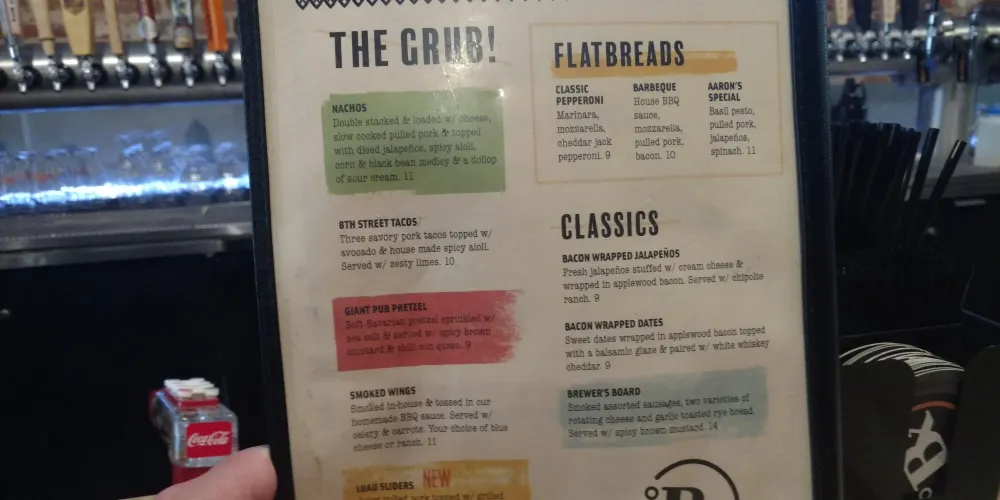 THE GRUB!
NACHOS
Double stacked & loaded w/ cheese,
slow cooked pulled pork & topped
with diced jalapeños, spicy aioli,
corn & black bean medley & a dollop
of sour cream. 11
8TH STREET TACOS
Three savory pork tacos topped w/
avocado & house made spicy aioli.
Served w/ zesty limes. 10
GIANT PUB PRETZEL
Soft Bavarian pretzel sprinkled w/
sea salt & served w/ spicy brown
mustard & chili con queso. 9
SMOKED WINGS
Smoked in-house & tossed in our
homemade BBQ sauce. Served w/
celery & carrots. Your choice of blue
cheese or ranch. 11
LUAU SLIDERS NEW
pulled pork topped w/ grilled
FLATBREADS
CLASSIC
PEPPERONI
Marinara,
mozzarella,
cheddar jack
pepperoni. 9
BARBEQUE
House BBQ
sauce,
mozzarella,
pulled pork,
bacon. 10
AARON'S
SPECIAL
Basil pesto,
pulled pork,
jalapeños,
spinach. 11
CLASSICS
BACON WRAPPED JALAPEÑOS
Fresh jalapeños stuffed w/ cream cheese &
wrapped in applewood bacon. Served w/ chipolte
ranch. 9
BACON WRAPPED DATES
Sweet dates wrapped in applewood bacon topped
with a balsamic glaze & paired w/ white whiskey
cheddar. 9
BREWER'S BOARD
Smoked assorted sausages, two varieties of
rotating cheese and garlic toasted rye bread.
Served w/ spicy brown mustard. 14
Coca-Cola